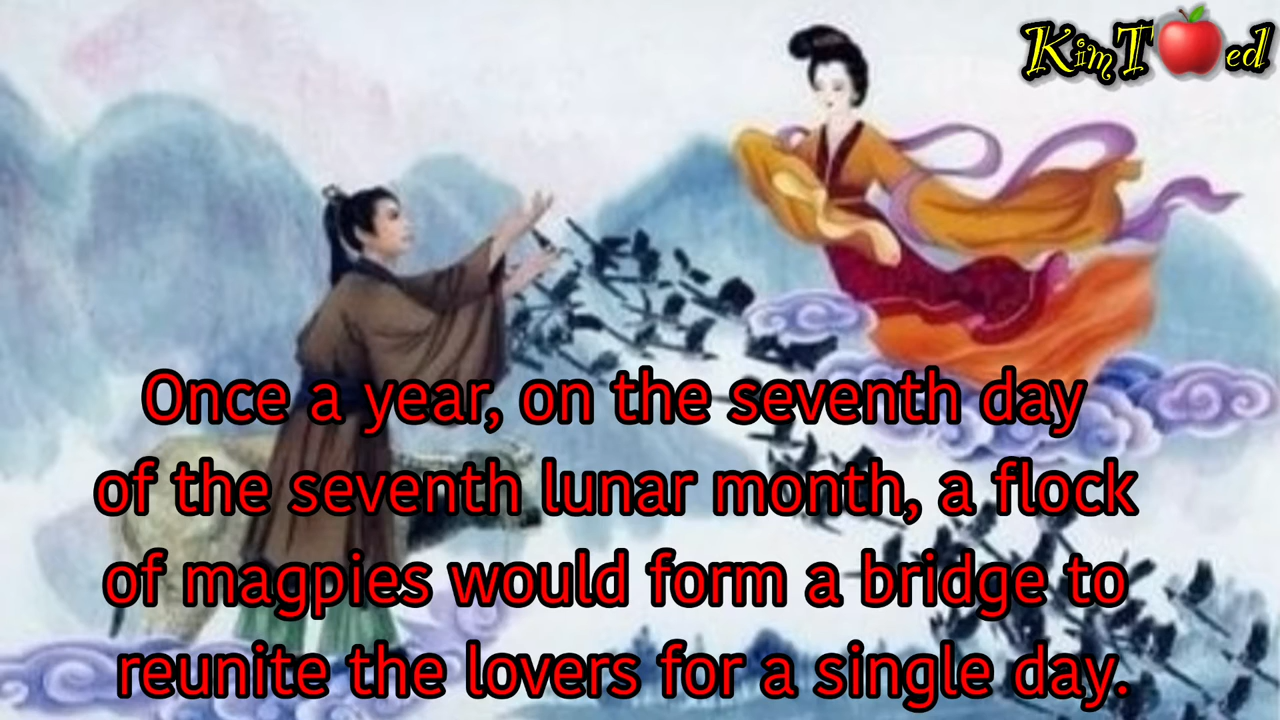 KimT🍎ed
Once a year, on the seventh day
of the seventh lunar month, a flock
of magpies would form a bridge to
reunite the lovers for a single day.